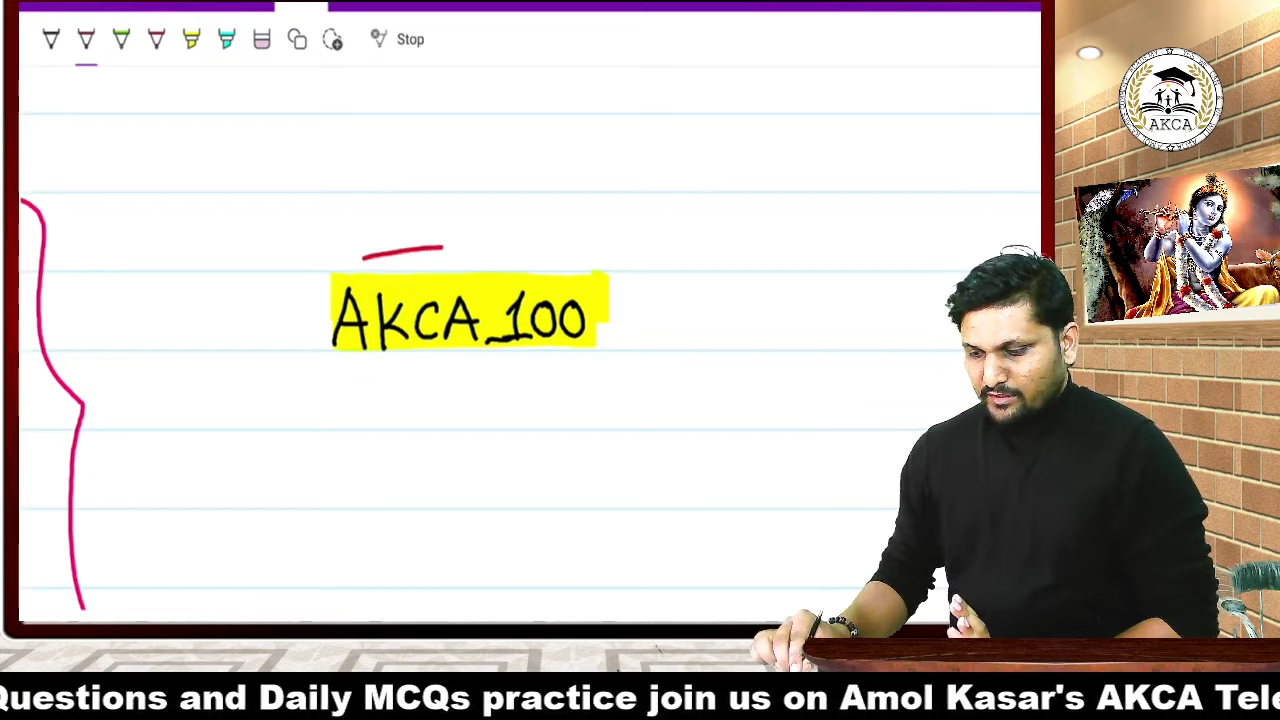 Stop
AKCA
AKCA_100
Questions and Daily MCQs practice join us on Amol Kasar's AKCA Tele